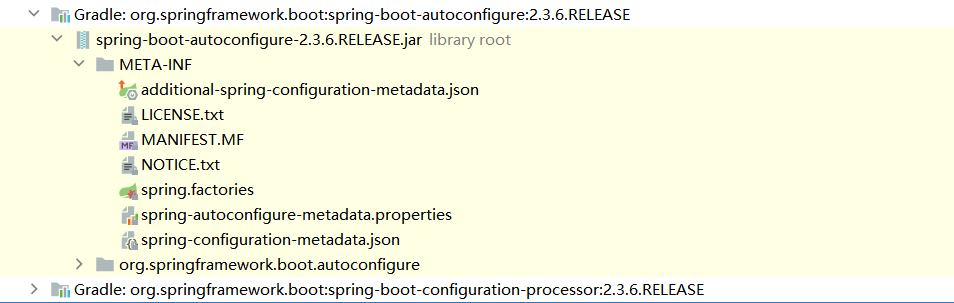 Gradle: org.springframework.boot:spring-boot-autoconfigure:2.3.6.RELEASE
spring-boot-autoconfigure-2.3.6.RELEASE.jar library root
META-INF
additional-spring-configuration-metadata.json
LICENSE.txt
MF MANIFEST.MF
NOTICE.txt
spring.factories
spring-autoconfigure-metadata.properties
spring-configuration-metadata.json
org.springframework.boot.autoconfigure
Gradle: org.springframework.boot:spring-boot-configuration-processor:2.3.6.RELEASE